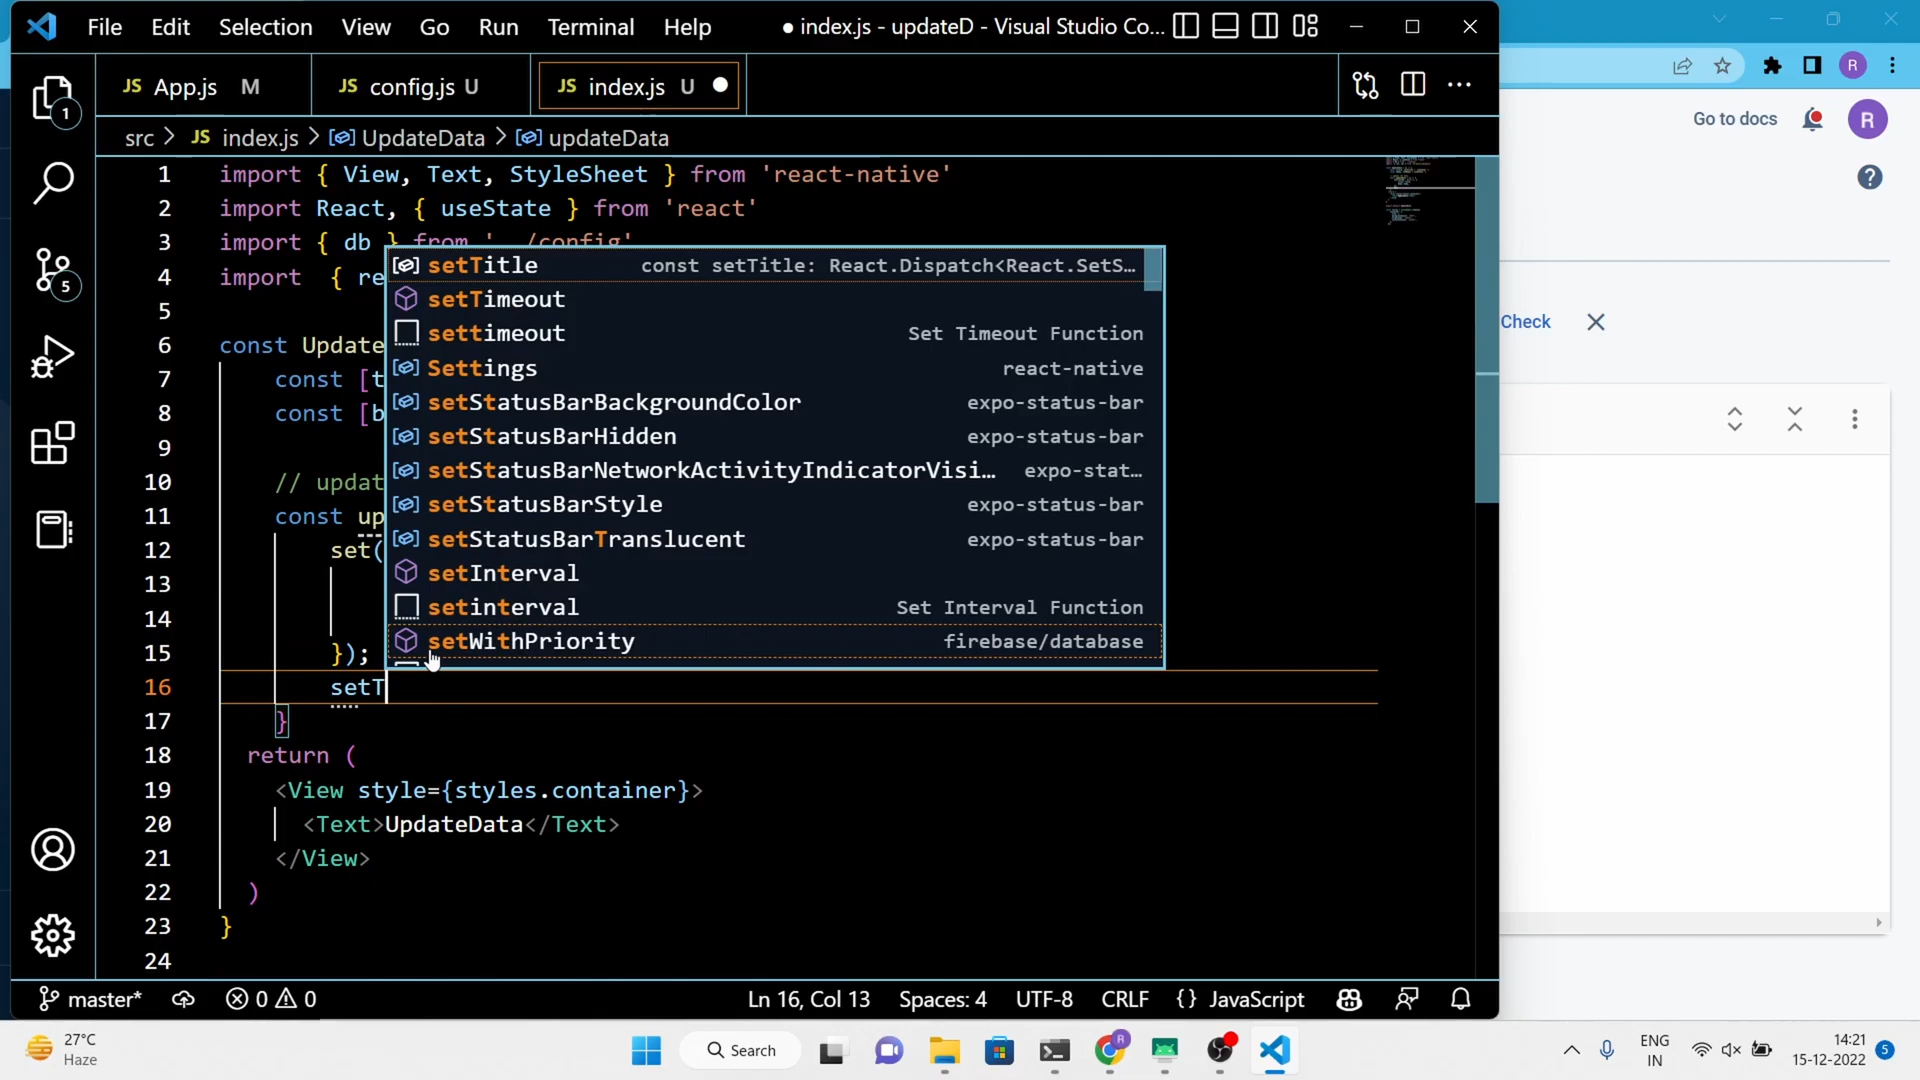 File Edit Selection View Go Run Terminal Help ● index.js - updateD - Visual Studio Co...
R
1 JS App.js M JS config.js U JS index.js U
Go to docs R
src > JS index.js > UpdateData > updateData
1 import { View, Text, StyleSheet } from 'react-native'
2 import React, { useState } from 'react'
3 import { db } from '../config'
4 import { re
5
6 const Update
7 const [t
8 const [b
9
10 // updat
11 const up
12 set(
13
14
15 });
16 setT
17 }
18 return (
19 <View style={styles.container}>
20 <Text>UpdateData</Text>
21 </View>
22 )
23 }
24
setTitle const setTitle: React.Dispatch<React.SetS...
setTimeout
settimeout Set Timeout Function
Settings react-native
setStatusBarBackgroundColor expo-status-bar
setStatusBarHidden expo-status-bar
setStatusBarNetworkActivityIndicatorVisi... expo-stat...
setStatusBarStyle expo-status-bar
setStatusBarTranslucent expo-status-bar
setInterval
setinterval Set Interval Function
setWithPriority firebase/database
5
Check
master* 0 0 Ln 16, Col 13 Spaces: 4 UTF-8 CRLF {} JavaScript
27°C
Haze
Search
R
ENG
IN
14:21
15-12-2022
5